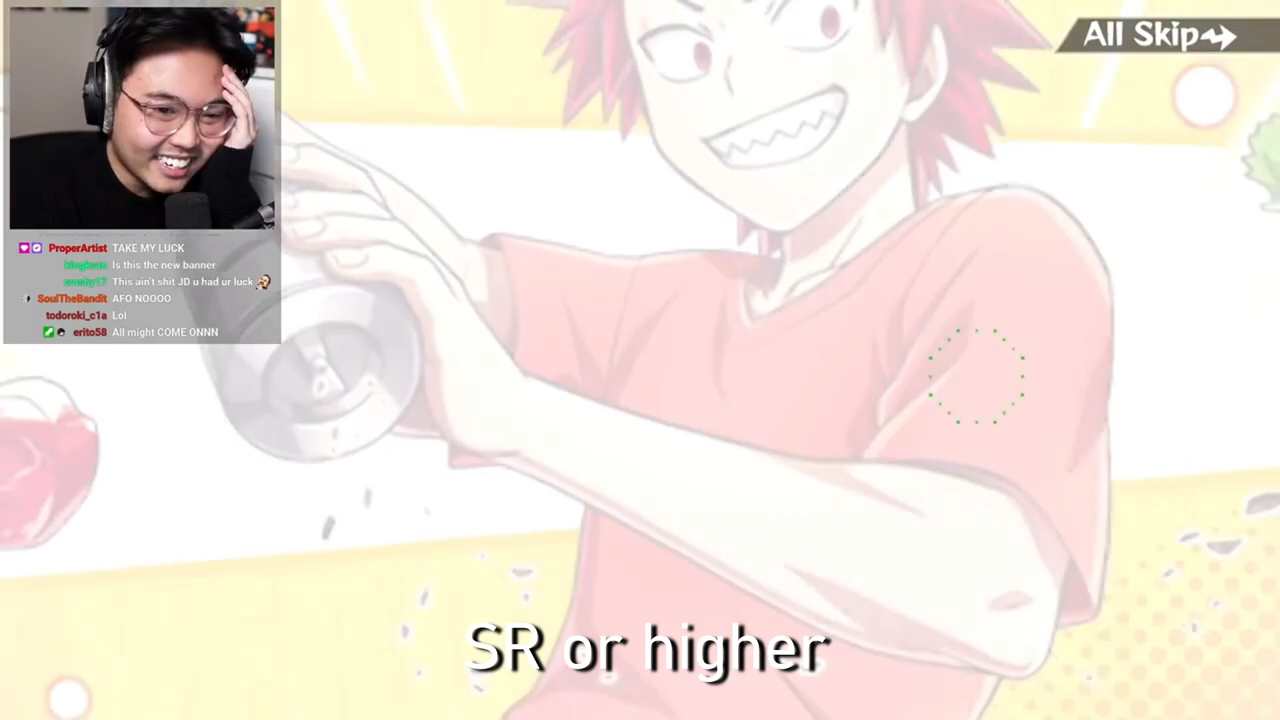 All Skip
ProperArtist TAKE MY LUCK
Is this the new banner
This ain't shit JD u had ur luck
SoulTheBandit AFO NOOOO
todoroki_c1a Lol
erito58 All might COME ONNN
SR or higher